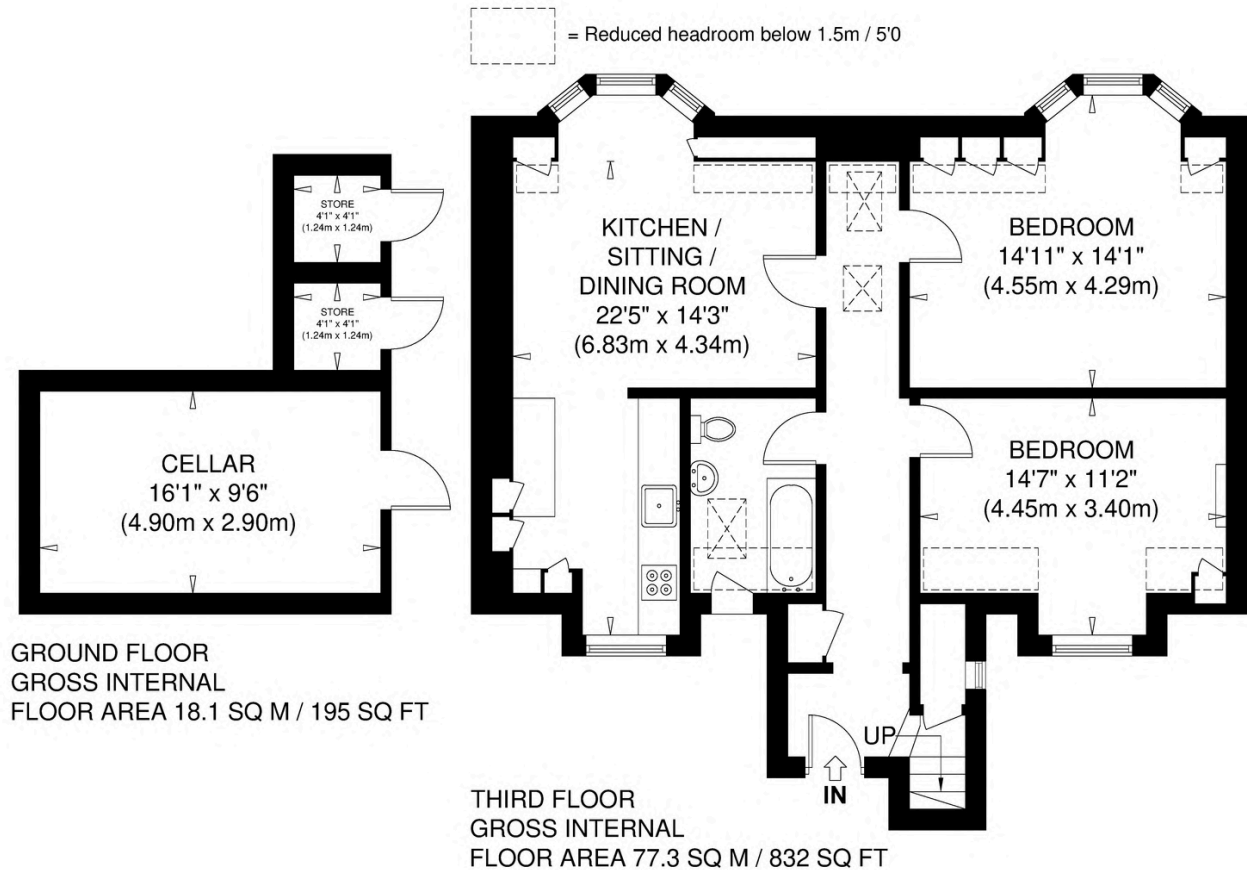 = Reduced headroom below 1.5m / 5'0
STORE
4'1" x 4'1"
(1.24m x 1.24m)
STORE
4'1" x 4'1"
(1.24m x 1.24m)
CELLAR
16'1" x 9'6"
(4.90m x 2.90m)
GROUND FLOOR
GROSS INTERNAL
FLOOR AREA 18.1 SQ M / 195 SQ FT
KITCHEN /
SITTING /
DINING ROOM
22'5" x 14'3"
(6.83m x 4.34m)
BEDROOM
14'11" x 14'1"
(4.55m x 4.29m)
BEDROOM
14'7" x 11'2"
(4.45m x 3.40m)
UP
IN
THIRD FLOOR
GROSS INTERNAL
FLOOR AREA 77.3 SQ M / 832 SQ FT